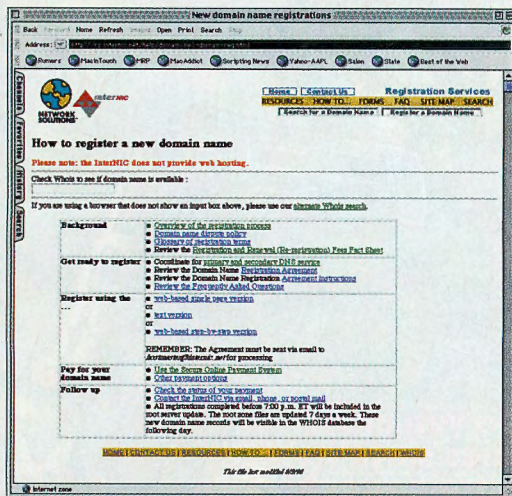 New domain name registrations
Back Forward Home Refresh Images Open Print Search Stop
Address:
Rumors MacInTouch MRP MacAddict Scripting News Yahoo-AAPL Salon Slate Best of the Web
Channels
Favorites
History
Search
NETWORK SOLUTIONS
InterNIC
Home Contact Us Registration Services
RESOURCES HOW TO... FORMS FAQ SITE MAP SEARCH
Search for a Domain Name Register a Domain Name
How to register a new domain name
Please note: the InterNIC does not provide web hosting.
Check Whois to see if domain name is available :
If you are using a browser that does not show an input box above, please use our alternate Whois search.
Background
Overview of the registration process
Domain name dispute policy
Glossary of registration terms
Review the Registration and Renewal (Re-registration) Fees Fact Sheet
Get ready to register
Coordinate for primary and secondary DNS service
Review the Domain Name Registration Agreement
Review the Domain Name Registration Agreement instructions
Review the Frequently Asked Questions
Register using the
...
web-based single page version
or
text version
or
web-based step-by-step version
REMEMBER: The Agreement must be sent via email to
hostmaster@internic.net for processing
Pay for your
domain name
Use the Secure Online Payment System
Other payment options
Follow up
Check the status of your payment
Contact the InterNIC via email, phone, or postal mail
All registrations completed before 7:00 p.m. ET will be included in the
root server update. The root zone files are updated 7 days a week. These
new domain name records will be visible in the WHOIS database the
following day.
HOME | CONTACT US | RESOURCES | HOW TO... | FORMS | FAQ | SITE MAP | SEARCH | WHOIS
This file last modified
Internet zone